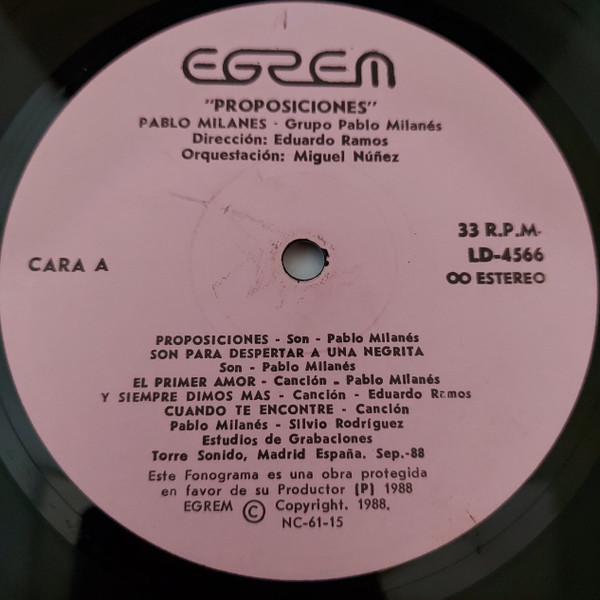 EGREM
"PROPOSICIONES"
PABLO MILANES - Grupo Pablo Milanés
Dirección: Eduardo Ramos
Orquestación: Miguel Núñez
CARA A
33 R.P.M.
LD-4566
OO ESTEREO
PROPOSICIONES - Son - Pablo Milanés
SON PARA DESPERTAR A UNA NEGRITA
Son - Pablo Milanés
EL PRIMER AMOR - Canción - Pablo Milanés
Y SIEMPRE DIMOS MAS - Canción - Eduardo Ramos
CUANDO TE ENCONTRE - Canción
Pablo Milanés - Silvio Rodríguez
Estudios de Grabaciones
Torre Sonido, Madrid España. Sep.-88
Este Fonograma es una obra protegida
en favor de su Productor (P) 1988
EGREM © Copyright. 1988.
NC-61-15